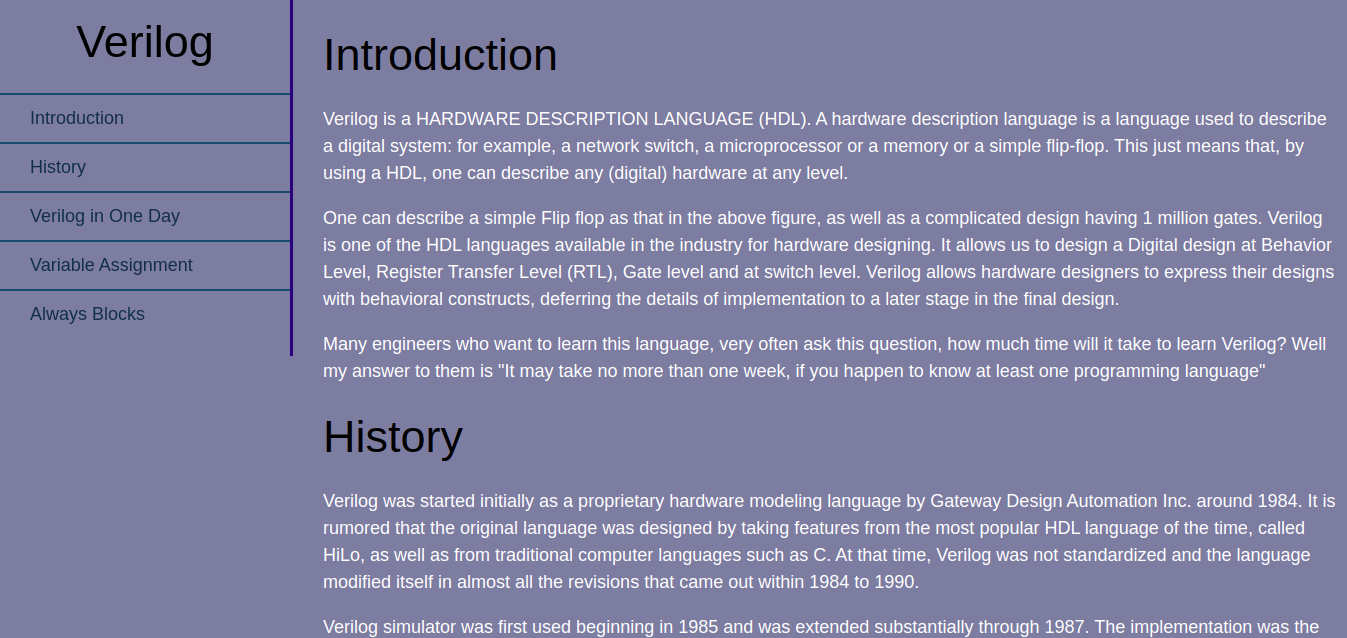 Verilog
Introduction
History
Verilog in One Day
Variable Assignment
Always Blocks
Introduction
Verilog is a HARDWARE DESCRIPTION LANGUAGE (HDL). A hardware description language is a language used to describe
a digital system: for example, a network switch, a microprocessor or a memory or a simple flip-flop. This just means that, by
using a HDL, one can describe any (digital) hardware at any level.
One can describe a simple Flip flop as that in the above figure, as well as a complicated design having 1 million gates. Verilog
is one of the HDL languages available in the industry for hardware designing. It allows us to design a Digital design at Behavior
Level, Register Transfer Level (RTL), Gate level and at switch level. Verilog allows hardware designers to express their designs
with behavioral constructs, deferring the details of implementation to a later stage in the final design.
Many engineers who want to learn this language, very often ask this question, how much time will it take to learn Verilog? Well
my answer to them is "It may take no more than one week, if you happen to know at least one programming language"
History
Verilog was started initially as a proprietary hardware modeling language by Gateway Design Automation Inc. around 1984. It is
rumored that the original language was designed by taking features from the most popular HDL language of the time, called
HiLo, as well as from traditional computer languages such as C. At that time, Verilog was not standardized and the language
modified itself in almost all the revisions that came out within 1984 to 1990.
Verilog simulator was first used beginning in 1985 and was extended substantially through 1987. The implementation was the